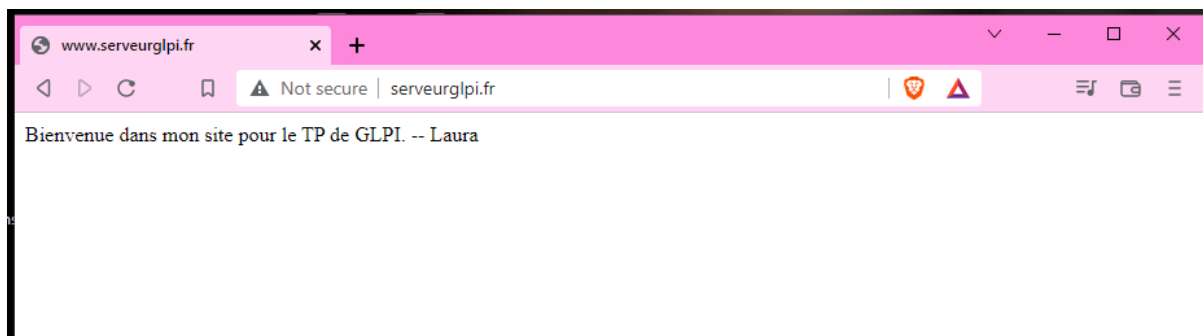 www.serveurglpi.fr
Not secure serveurglpi.fr
Bienvenue dans mon site pour le TP de GLPI. -- Laura